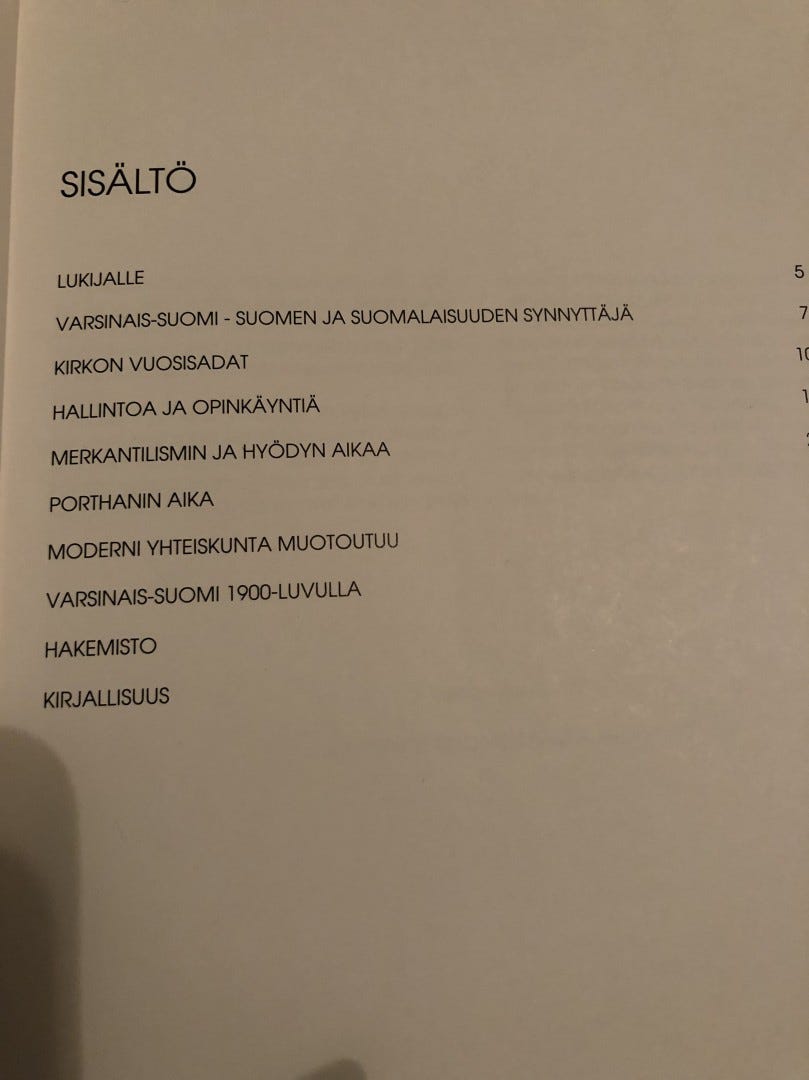 SISÄLTÖ
LUKIJALLE 5
VARSINAIS-SUOMI - SUOMEN JA SUOMALAISUUDEN SYNNYTTÄJÄ 7
KIRKON VUOSISADAT
HALLINTOA JA OPINKÄYNTIÄ
MERKANTILISMIN JA HYÖDYN AIKAA
PORTHANIN AIKA
MODERNI YHTEISKUNTA MUOTOUTUU
VARSINAIS-SUOMI 1900-LUVULLA
HAKEMISTO
KIRJALLISUUS